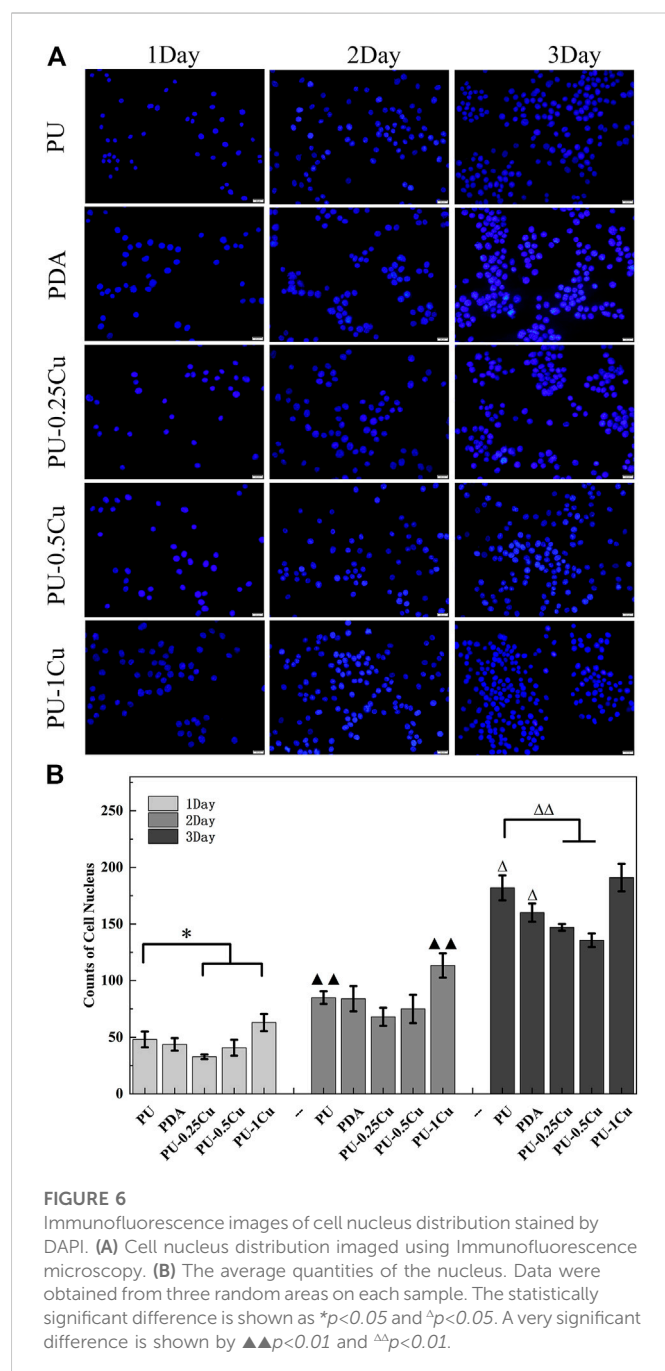 A
1Day 2Day 3Day
PU
PDA
PU-0.25Cu
PU-0.5Cu
PU-1Cu
B
Counts of Cell Nucleus
250
200
150
100
50
0
1Day
2Day
3Day
*
▲▲
▲▲
Δ
Δ
ΔΔ
PU PDA PU-0.25Cu PU-0.5Cu PU-1Cu -- PU PDA PU-0.25Cu PU-0.5Cu PU-1Cu -- PU PDA PU-0.25Cu PU-0.5Cu PU-1Cu
FIGURE 6
Immunofluorescence images of cell nucleus distribution stained by
DAPI. (A) Cell nucleus distribution imaged using Immunofluorescence
microscopy. (B) The average quantities of the nucleus. Data were
obtained from three random areas on each sample. The statistically
significant difference is shown as *p<0.05 and Δp<0.05. A very significant
difference is shown by ▲▲p<0.01 and ΔΔp<0.01.